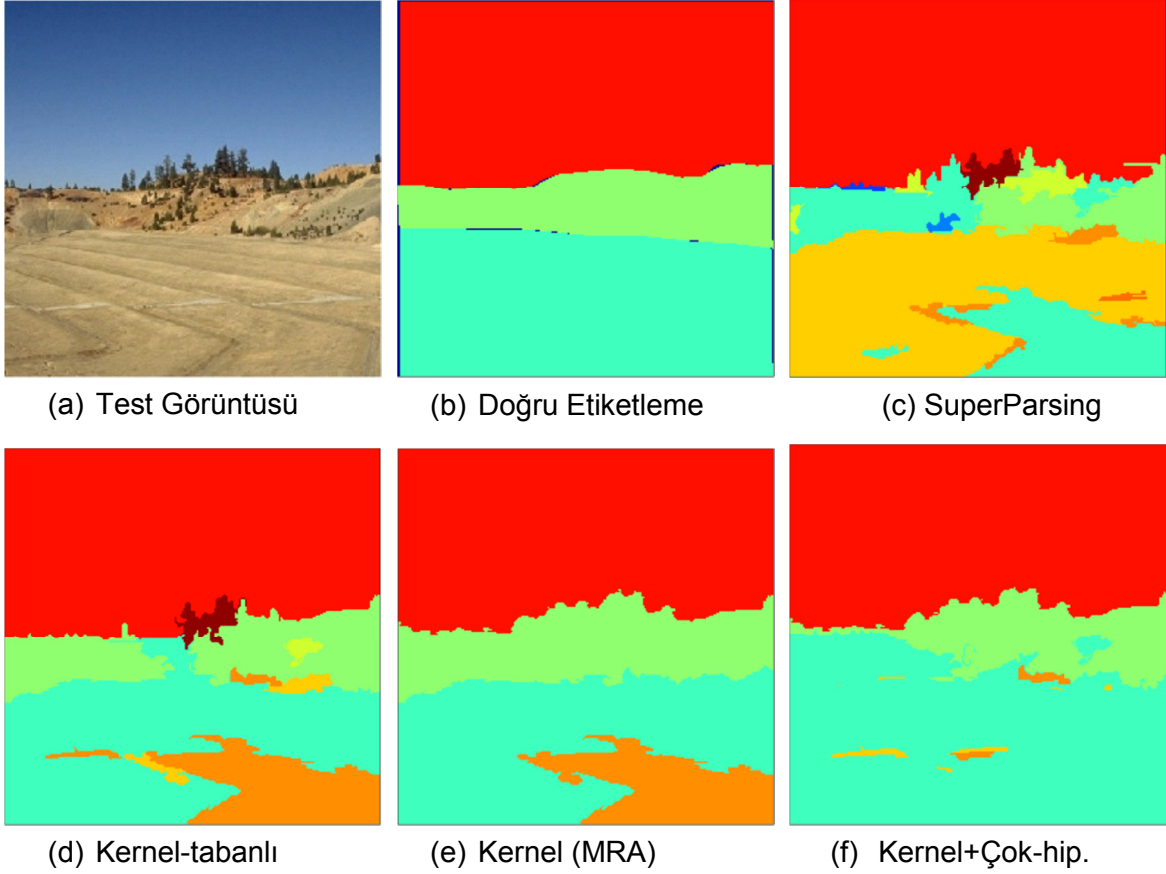 (a) Test Görüntüsü
(b) Doğru Etiketleme
(c) SuperParsing
(d) Kernel-tabanlı
(e) Kernel (MRA)
(f) Kernel+Çok-hip.